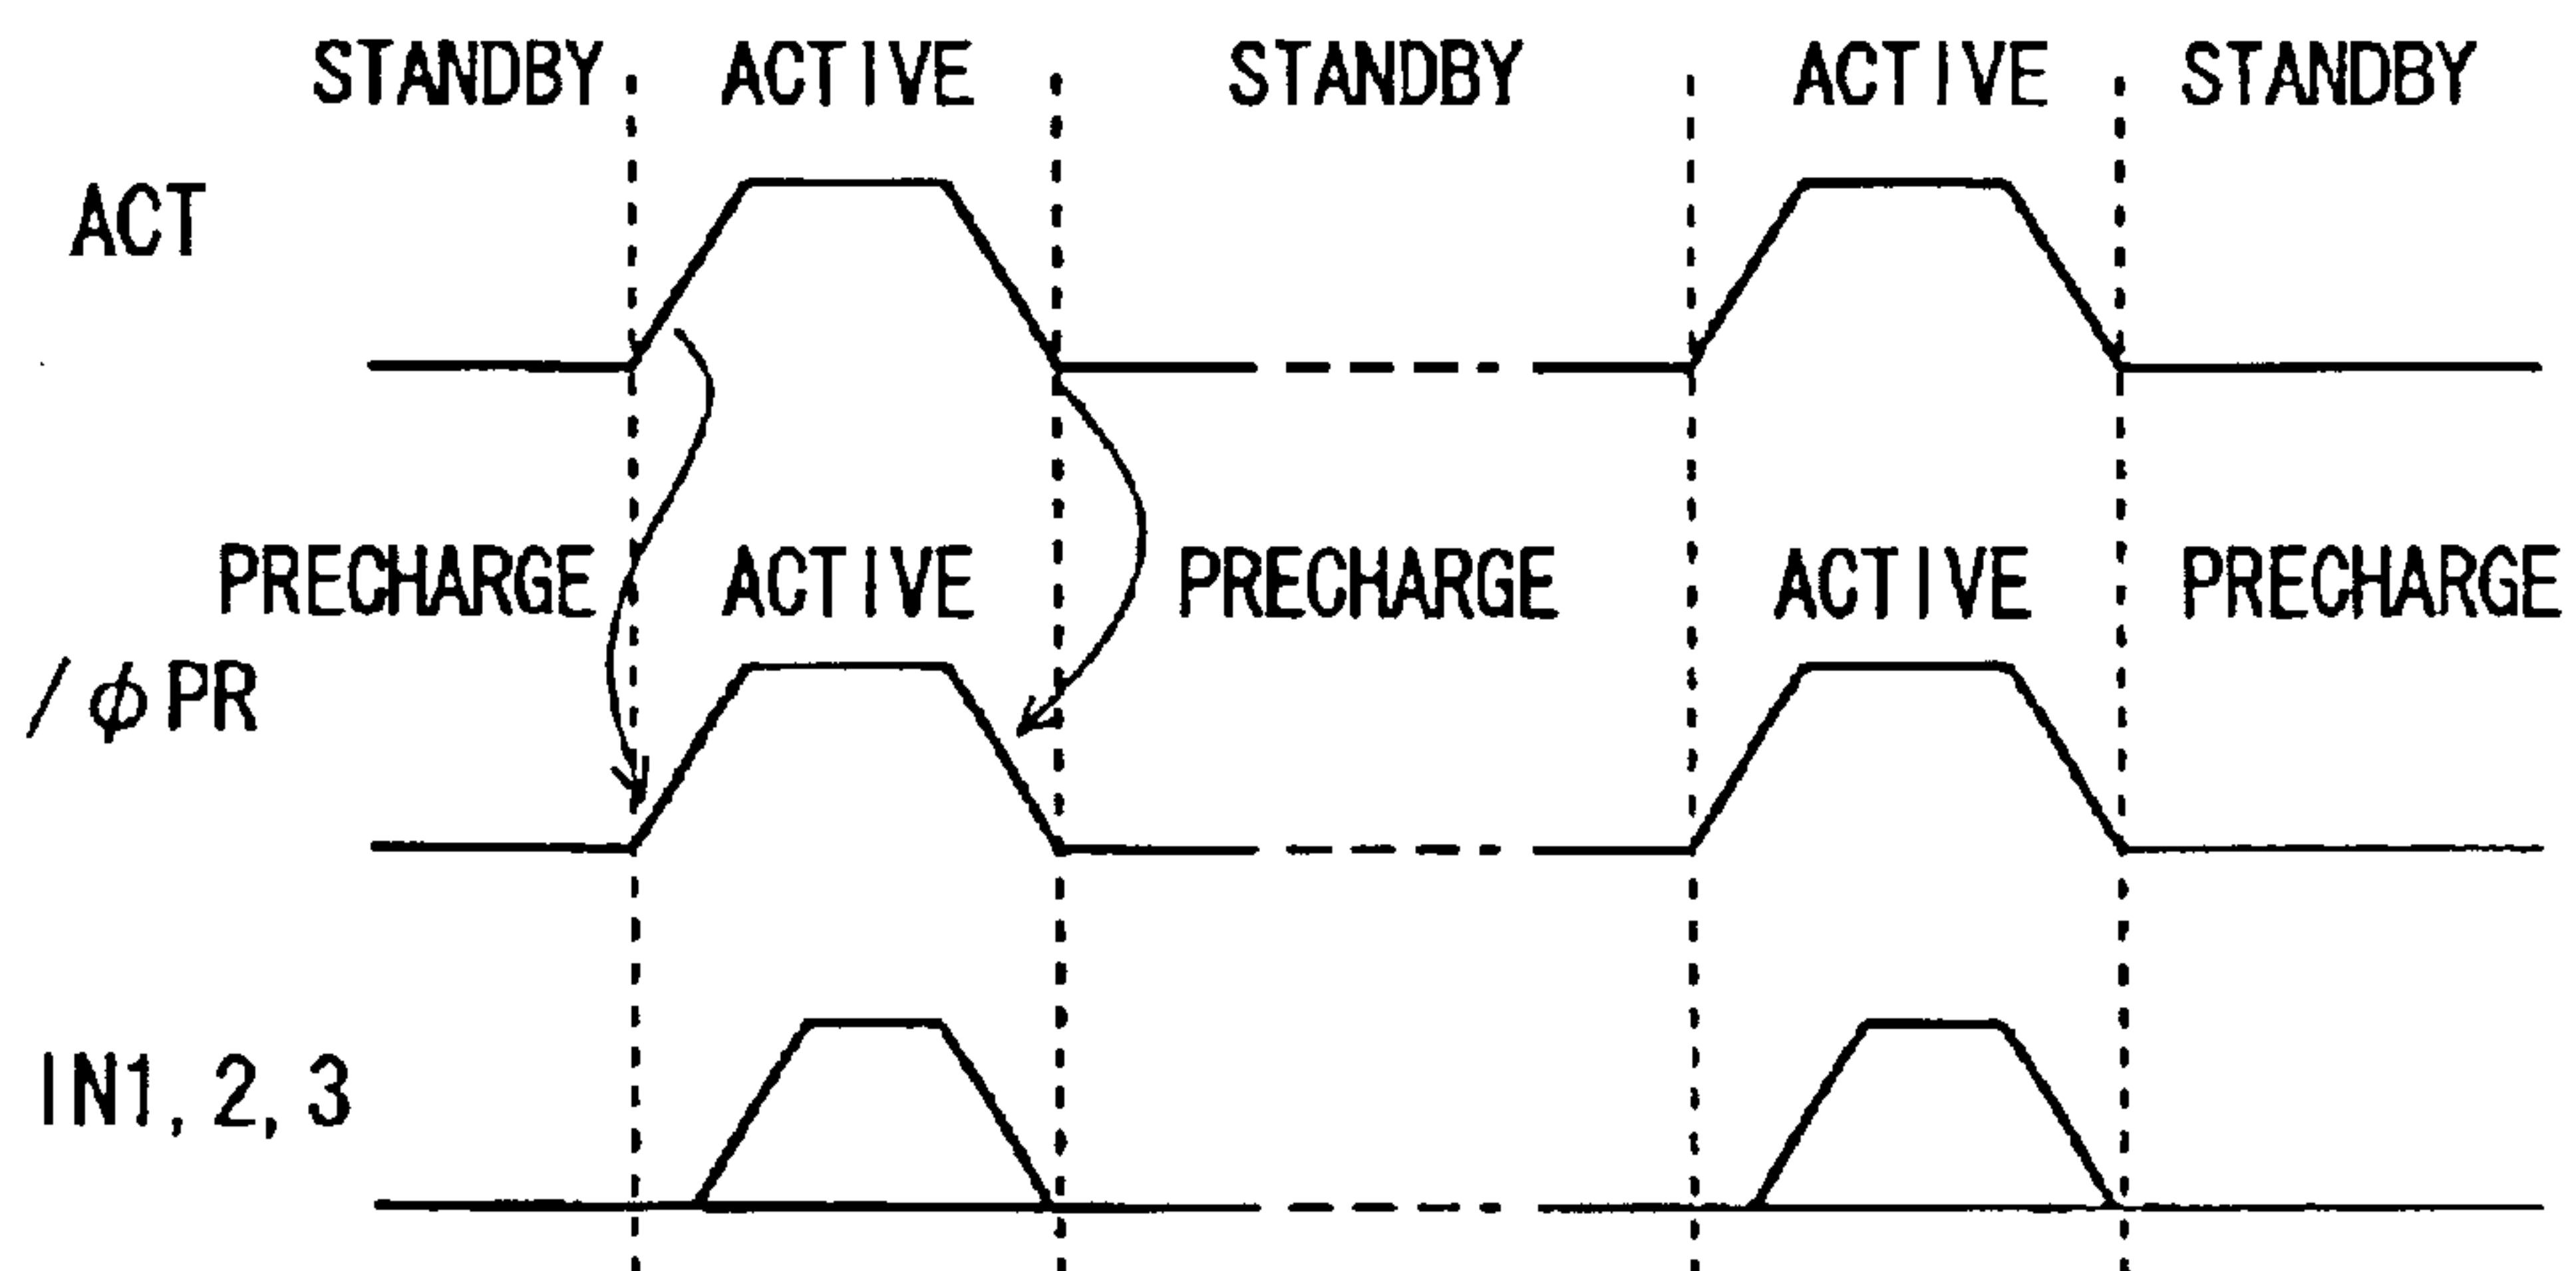 STANDBY ACTIVE STANDBY ACTIVE STANDBY
ACT
PRECHARGE ACTIVE PRECHARGE ACTIVE PRECHARGE
/φPR
IN1, 2, 3